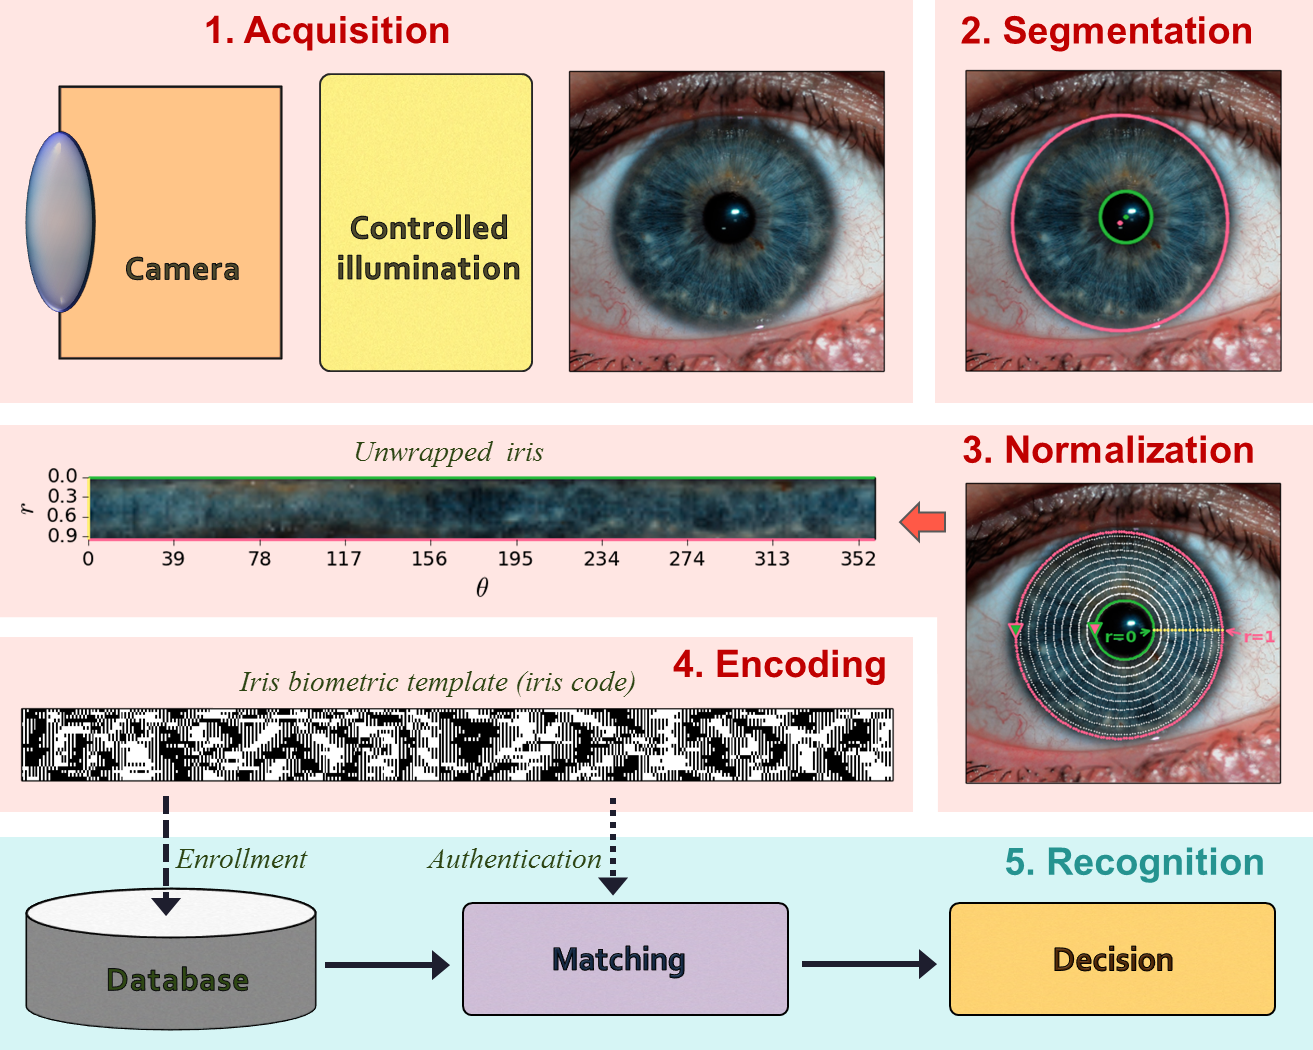 1. Acquisition
Camera
Controlled
illumination
2. Segmentation
3. Normalization
r=0
r=1
Unwrapped iris
r
0.0
0.3
0.6
0.9
0 39 78 117 156 195 234 274 313 352
θ
4. Encoding
Iris biometric template (iris code)
Enrollment
Authentication
5. Recognition
Database
Matching
Decision